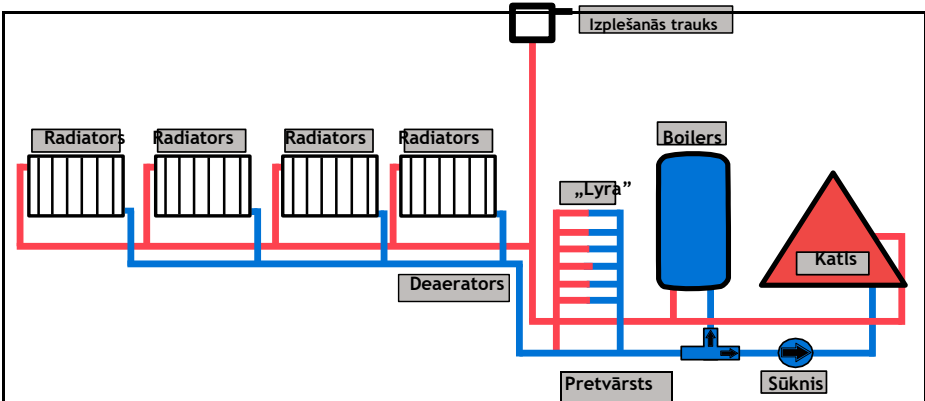 Izplešanās trauks
Radiators
Radiators
Radiators
Radiators
Boilers
„Lyra”
Katls
Deaerators
Pretvārsts
Sūknis